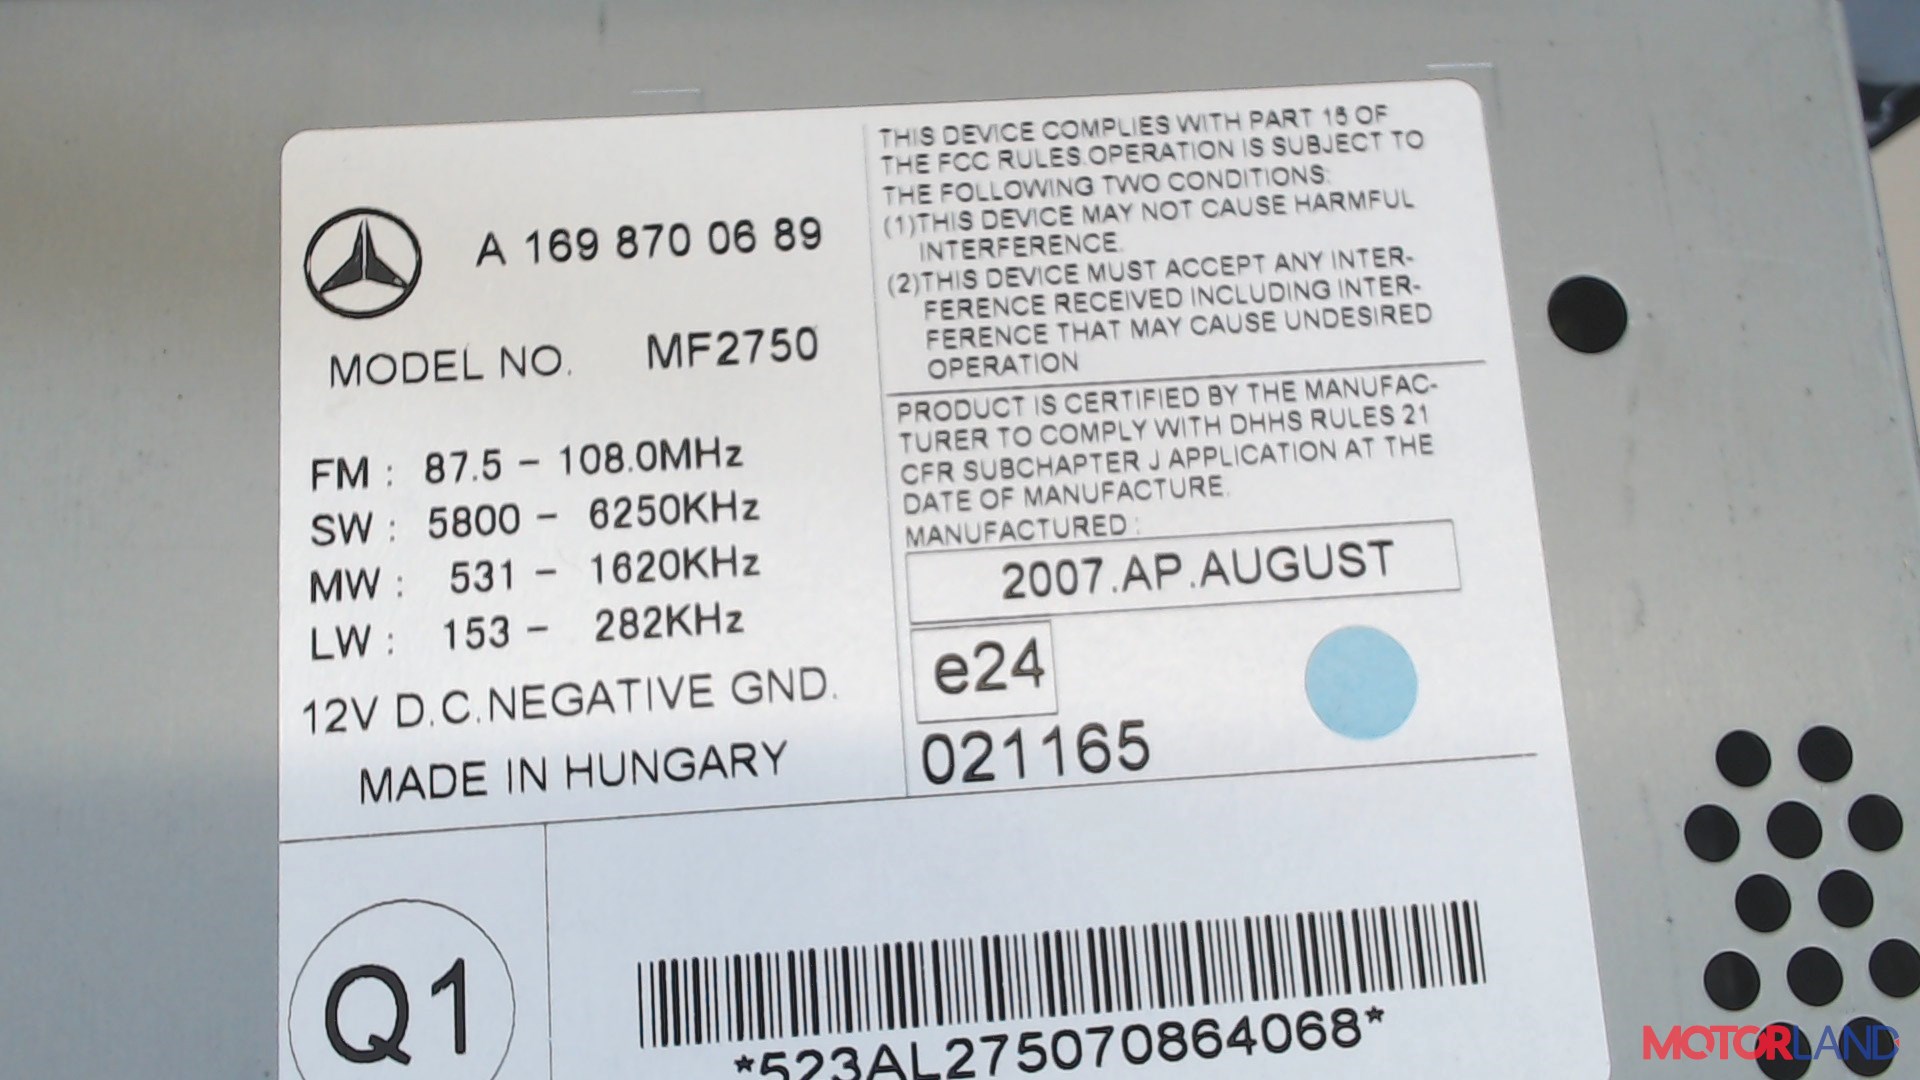 A 169 870 06 89
MODEL NO. MF2750
FM : 87.5 - 108.0MHz
SW : 5800 - 6250KHz
MW : 531 - 1620KHz
LW : 153 - 282KHz
12V D.C.NEGATIVE GND.
MADE IN HUNGARY
THIS DEVICE COMPLIES WITH PART 15 OF
THE FCC RULES.OPERATION IS SUBJECT TO
THE FOLLOWING TWO CONDITIONS:
(1)THIS DEVICE MAY NOT CAUSE HARMFUL
INTERFERENCE.
(2)THIS DEVICE MUST ACCEPT ANY INTER-
FERENCE RECEIVED INCLUDING INTER-
FERENCE THAT MAY CAUSE UNDESIRED
OPERATION
PRODUCT IS CERTIFIED BY THE MANUFAC-
TURER TO COMPLY WITH DHHS RULES 21
CFR SUBCHAPTER J APPLICATION AT THE
DATE OF MANUFACTURE.
MANUFACTURED :
2007.AP.AUGUST
e24
021165
Q1
*523AL275070864068*
MOTORLAND